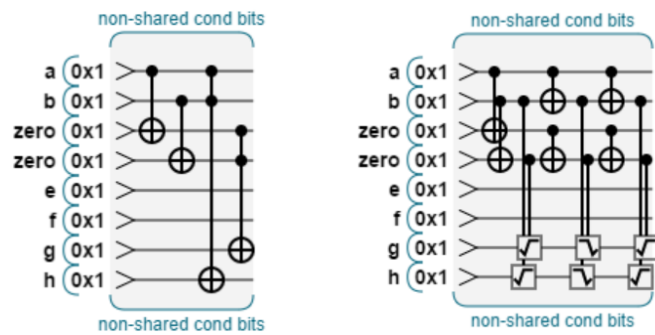 non-shared cond bits
a 0x1
b 0x1
zero 0x1
zero 0x1
e 0x1
f 0x1
g 0x1
h 0x1
non-shared cond bits
non-shared cond bits
a 0x1
b 0x1
zero 0x1
zero 0x1
e 0x1
f 0x1
g 0x1
h 0x1
non-shared cond bits